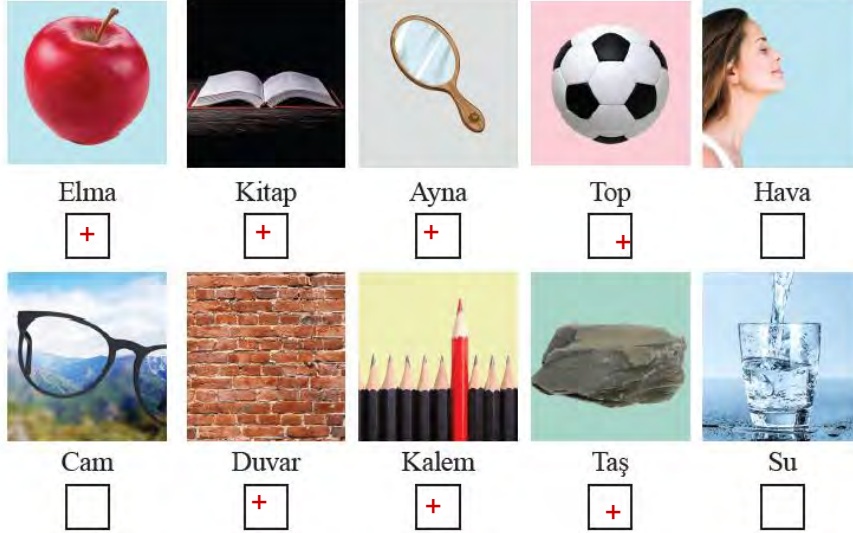 Elma Kitap Ayna Top Hava
+ + + +
Cam Duvar Kalem Taş Su
+ + +